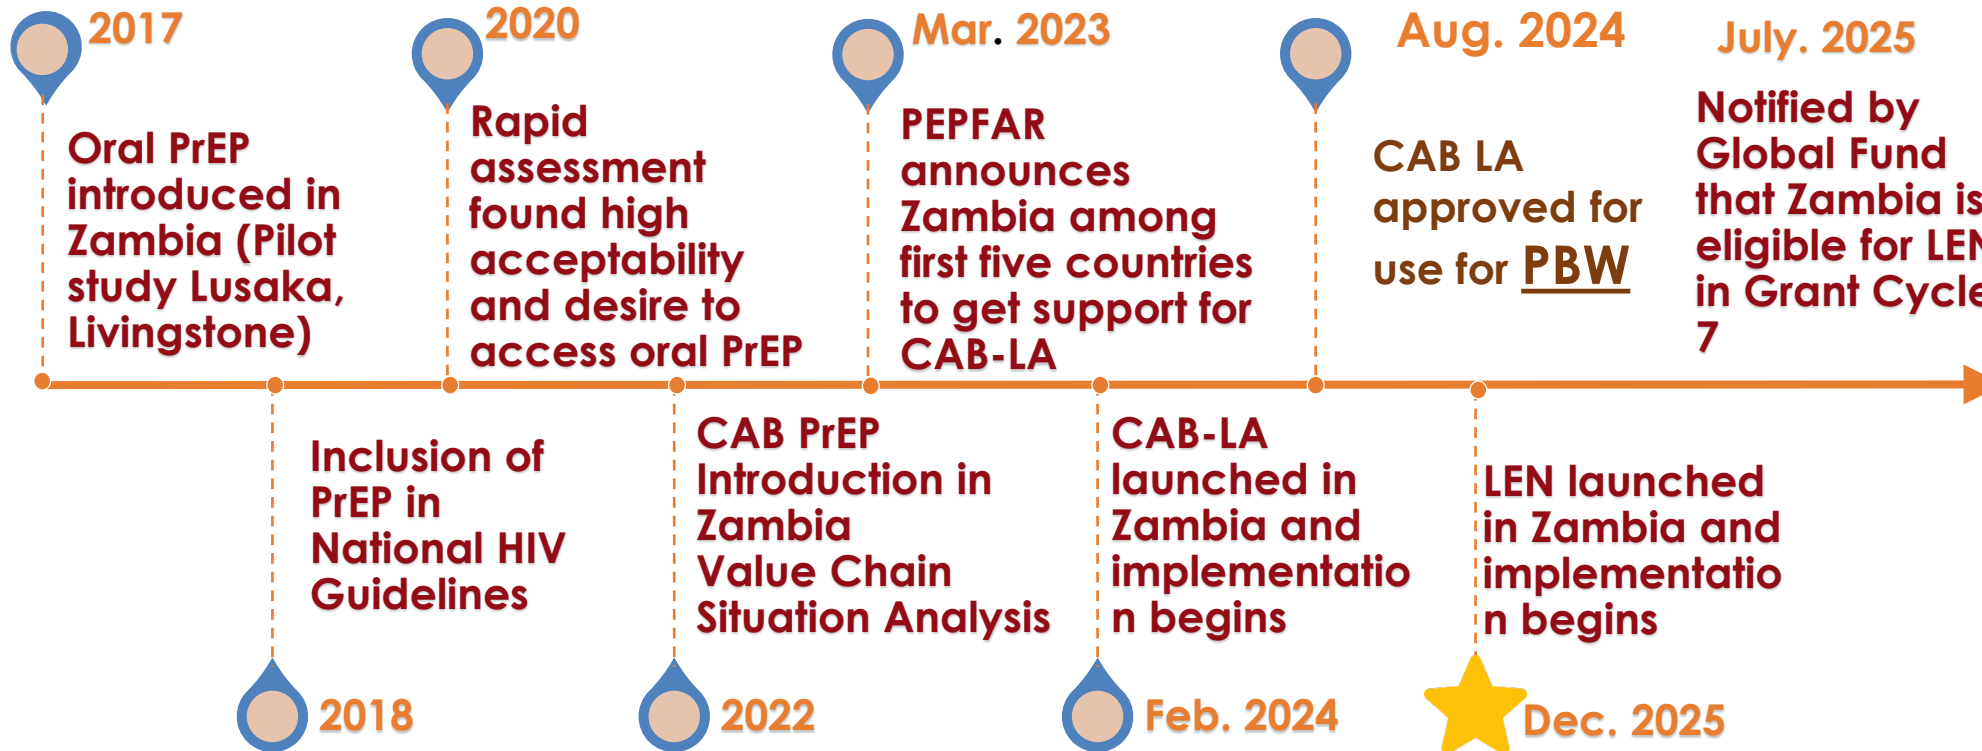 2017
Oral PrEP
introduced in
Zambia (Pilot
study Lusaka,
Livingstone)
2018
Inclusion of
PrEP in
National HIV
Guidelines
2020
Rapid
assessment
found high
acceptability
and desire to
access oral PrEP
2022
CAB PrEP
Introduction in
Zambia
Value Chain
Situation Analysis
Mar. 2023
PEPFAR
announces
Zambia among
first five countries
to get support for
CAB-LA
Feb. 2024
CAB-LA
launched in
Zambia and
implementatio
n begins
Aug. 2024
CAB LA
approved for
use for PBW
July. 2025
Notified by
Global Fund
that Zambia is
eligible for LEN
in Grant Cycle
7
Dec. 2025
LEN launched
in Zambia and
implementatio
n begins